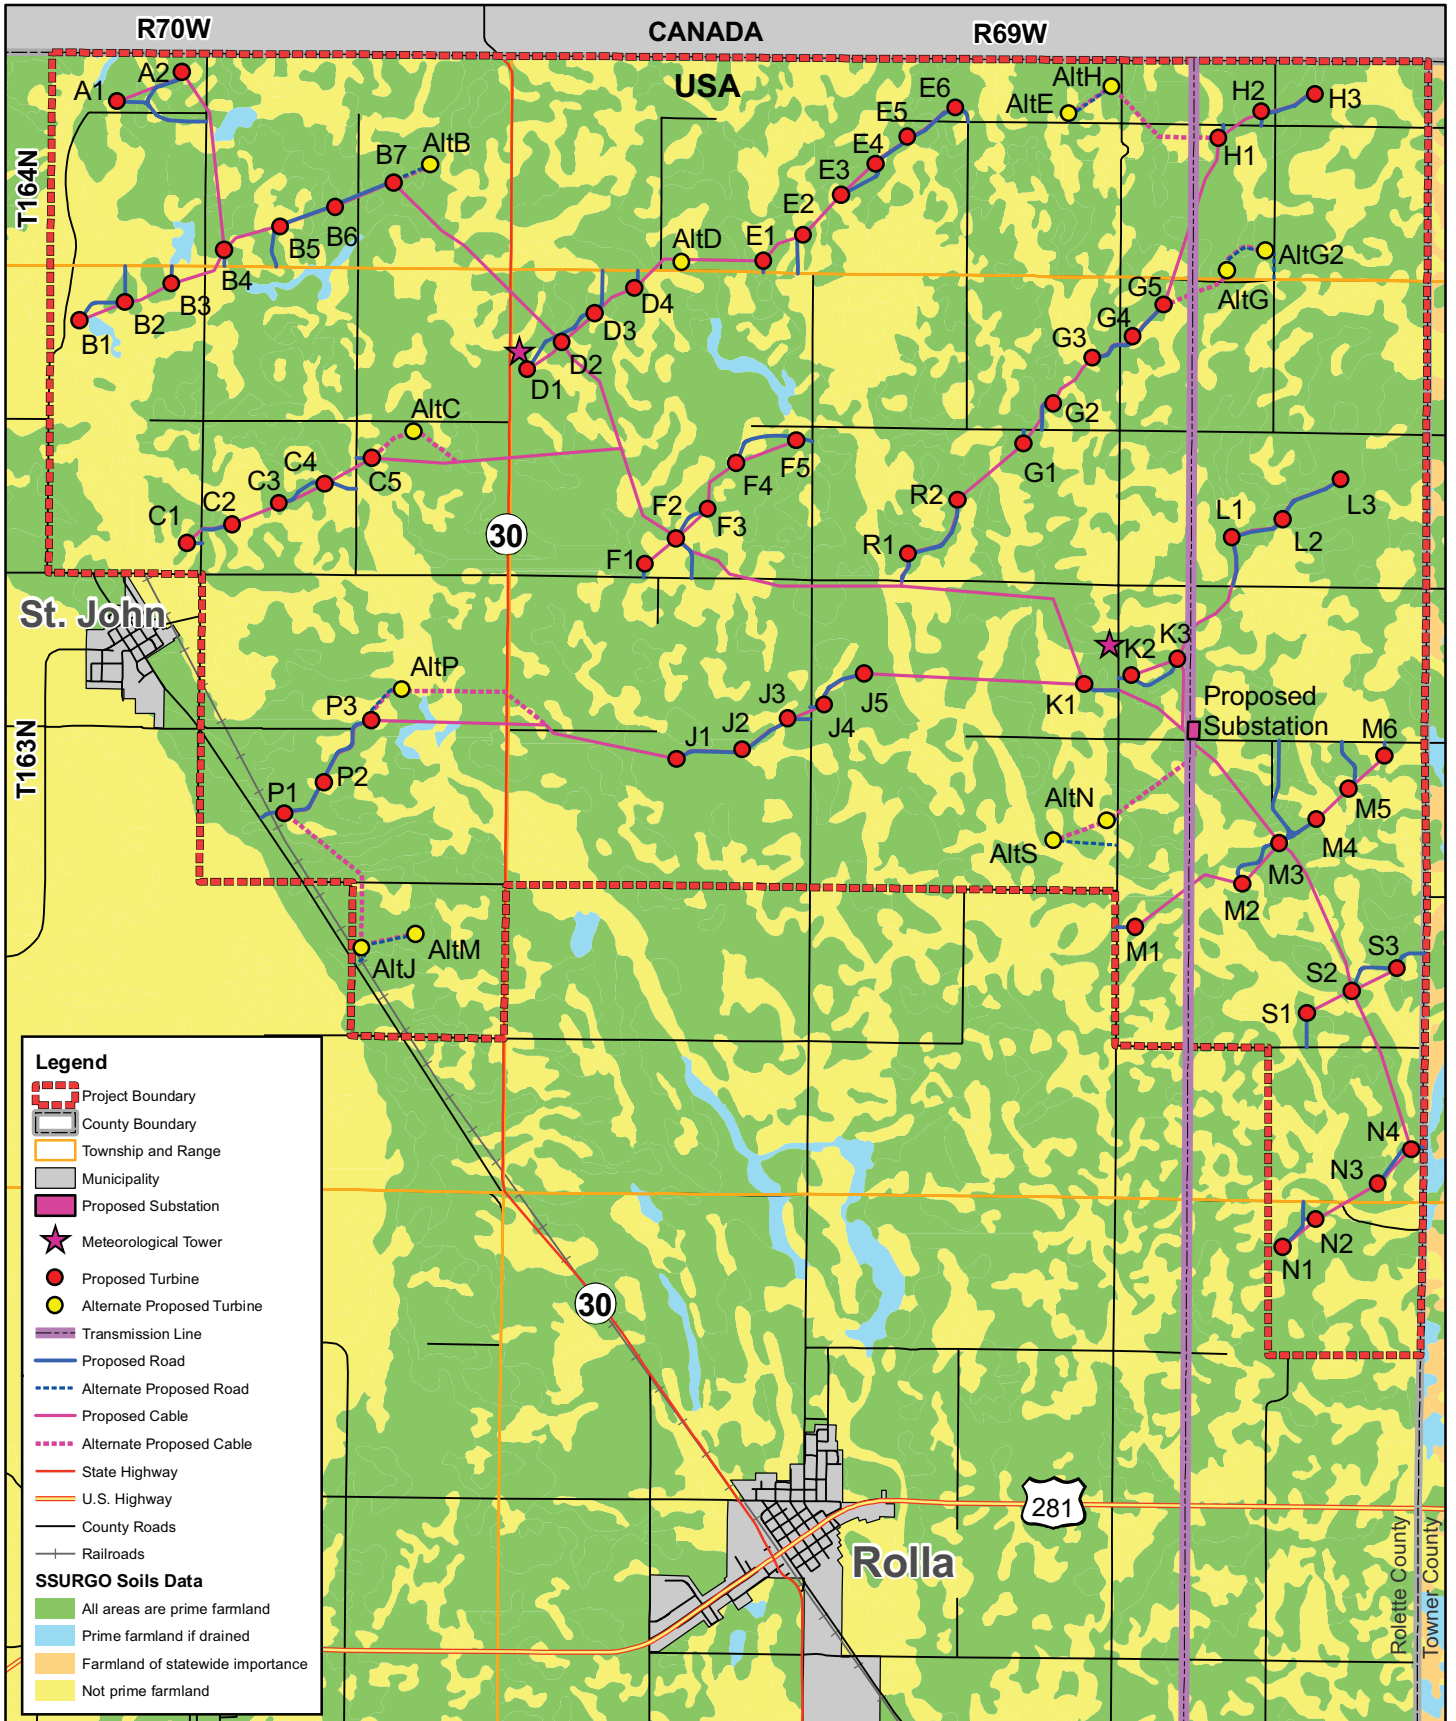 R70W
CANADA
R69W
USA
T164N
T163N
A1
A2
AltH
AltE
E6
E5
E4
E3
E2
E1
H2
H3
H1
B7
AltB
B6
B5
B4
B3
B2
B1
AltD
AltG2
AltG
G5
G4
G3
G2
G1
D4
D3
D2
D1
AltC
C5
C4
C3
C2
C1
F5
F4
F3
F2
F1
R2
R1
L3
L2
L1
30
St. John
AltP
P3
P2
P1
J1
J2
J3
J4
J5
K1
K2
K3
Proposed
Substation
M6
M5
M4
M3
M2
M1
AltN
AltS
AltM
AltJ
S3
S2
S1
N4
N3
N2
N1
30
281
Rolla
Rolette County
Towner County
Legend
Project Boundary
County Boundary
Township and Range
Municipality
Proposed Substation
Meteorological Tower
Proposed Turbine
Alternate Proposed Turbine
Transmission Line
Proposed Road
Alternate Proposed Road
Proposed Cable
Alternate Proposed Cable
State Highway
U.S. Highway
County Roads
Railroads
SSURGO Soils Data
All areas are prime farmland
Prime farmland if drained
Farmland of statewide importance
Not prime farmland